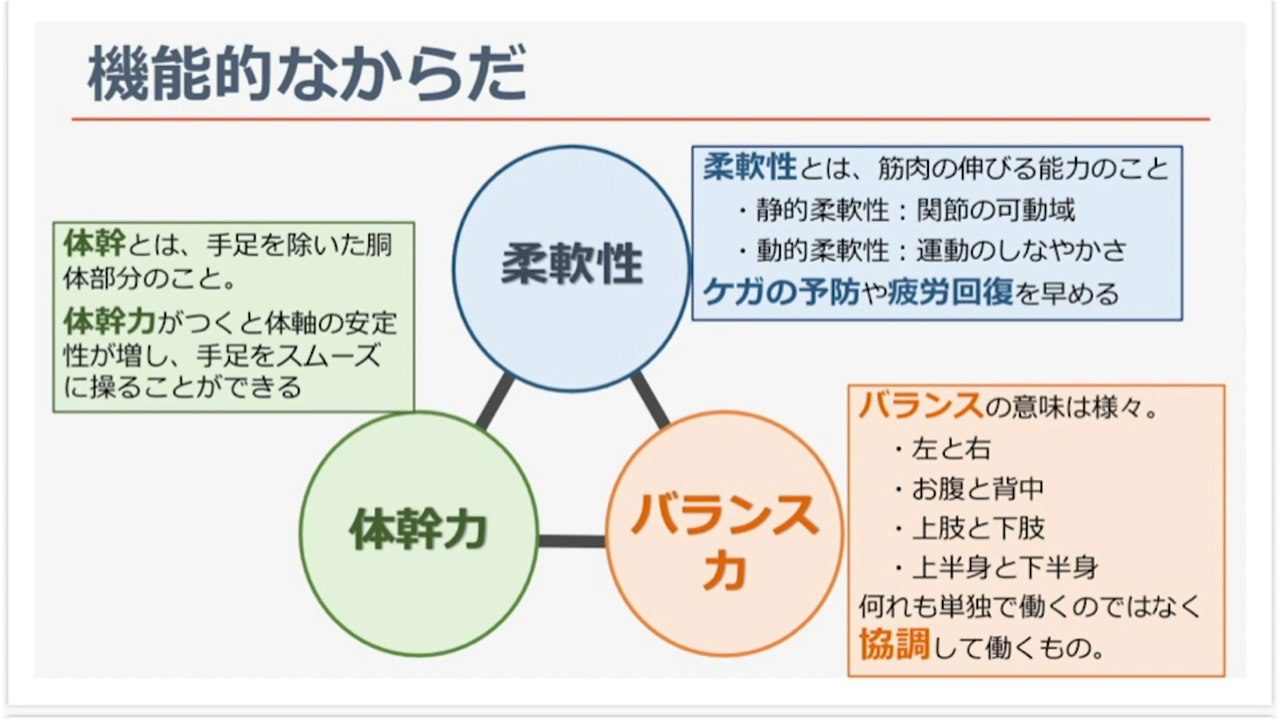 機能的なからだ
柔軟性とは、筋肉の伸びる能力のこと
・静的柔軟性：関節の可動域
・動的柔軟性：運動のしなやかさ
ケガの予防や疲労回復を早める
柔軟性
体幹とは、手足を除いた胴
体部分のこと。
体幹力がつくと体軸の安定
性が増し、手足をスムーズ
に操ることができる
体幹力
バランス
力
バランスの意味は様々。
・左と右
・お腹と背中
・上肢と下肢
・上半身と下半身
何れも単独で働くのではなく
協調して働くもの。